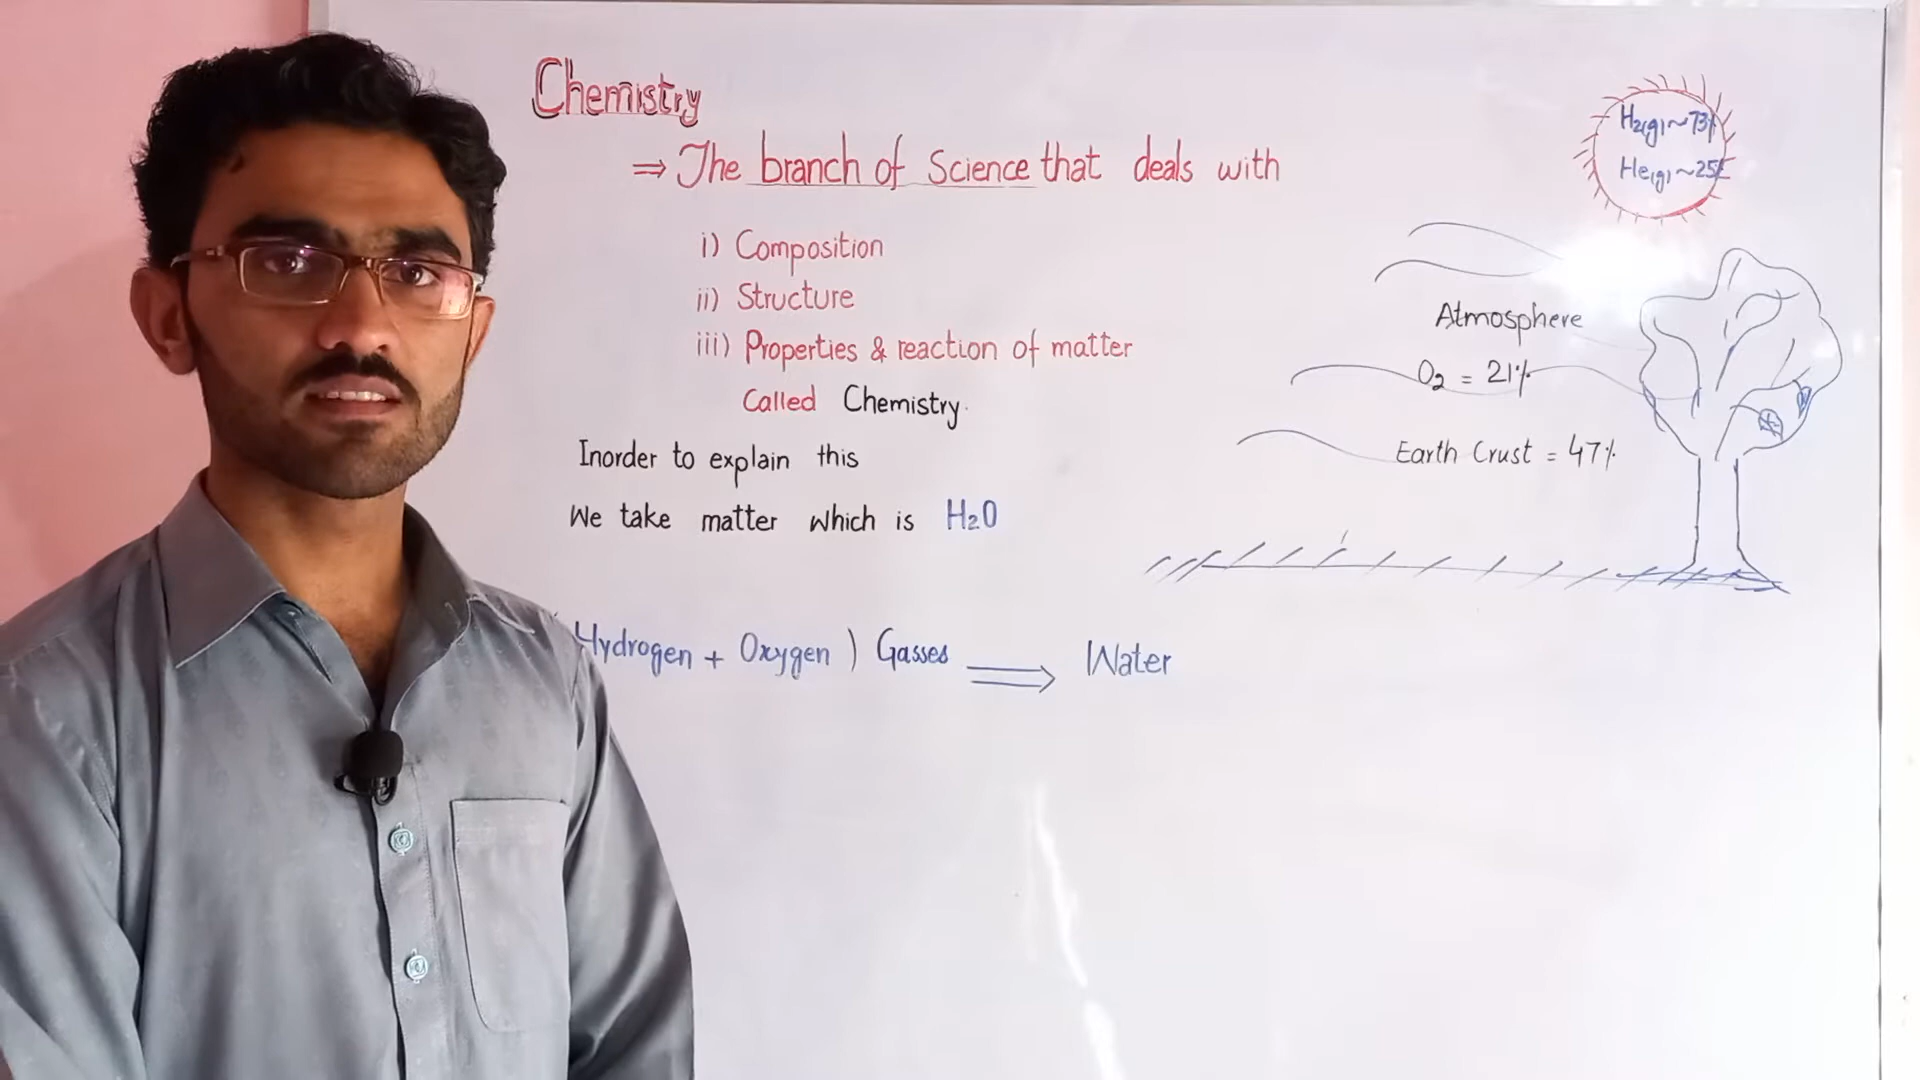 Chemistry
⇒ The branch of Science that deals with
i) Composition
ii) Structure
iii) Properties & reaction of matter
Called Chemistry.
Inorder to explain this
We take matter which is H₂O
Hydrogen + Oxygen ) Gasses ⟹ Water
H₂(g) ~ 73%
He(g) ~ 25%
Atmosphere
O₂ = 21%
Earth Crust = 47%